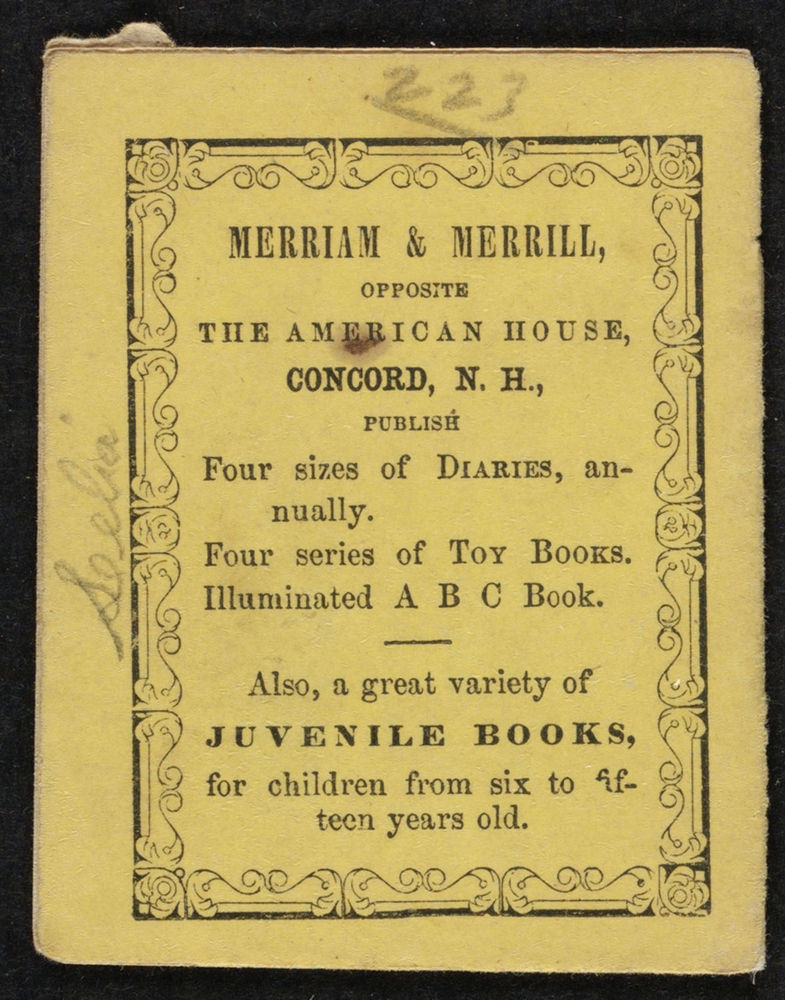 223
MERRIAM & MERRILL,
OPPOSITE
THE AMERICAN HOUSE,
CONCORD, N. H.,
PUBLISH
Four sizes of DIARIES, an-
nually.
Four series of TOY BOOKS.
Illuminated A B C Book.
Also, a great variety of
JUVENILE BOOKS,
for children from six to fif-
teen years old.